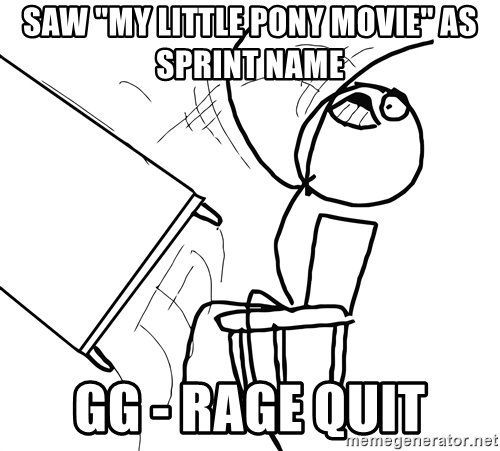 SAW "MY LITTLE PONY MOVIE" AS
SPRINT NAME
GG - RAGE QUIT
memegenerator.net